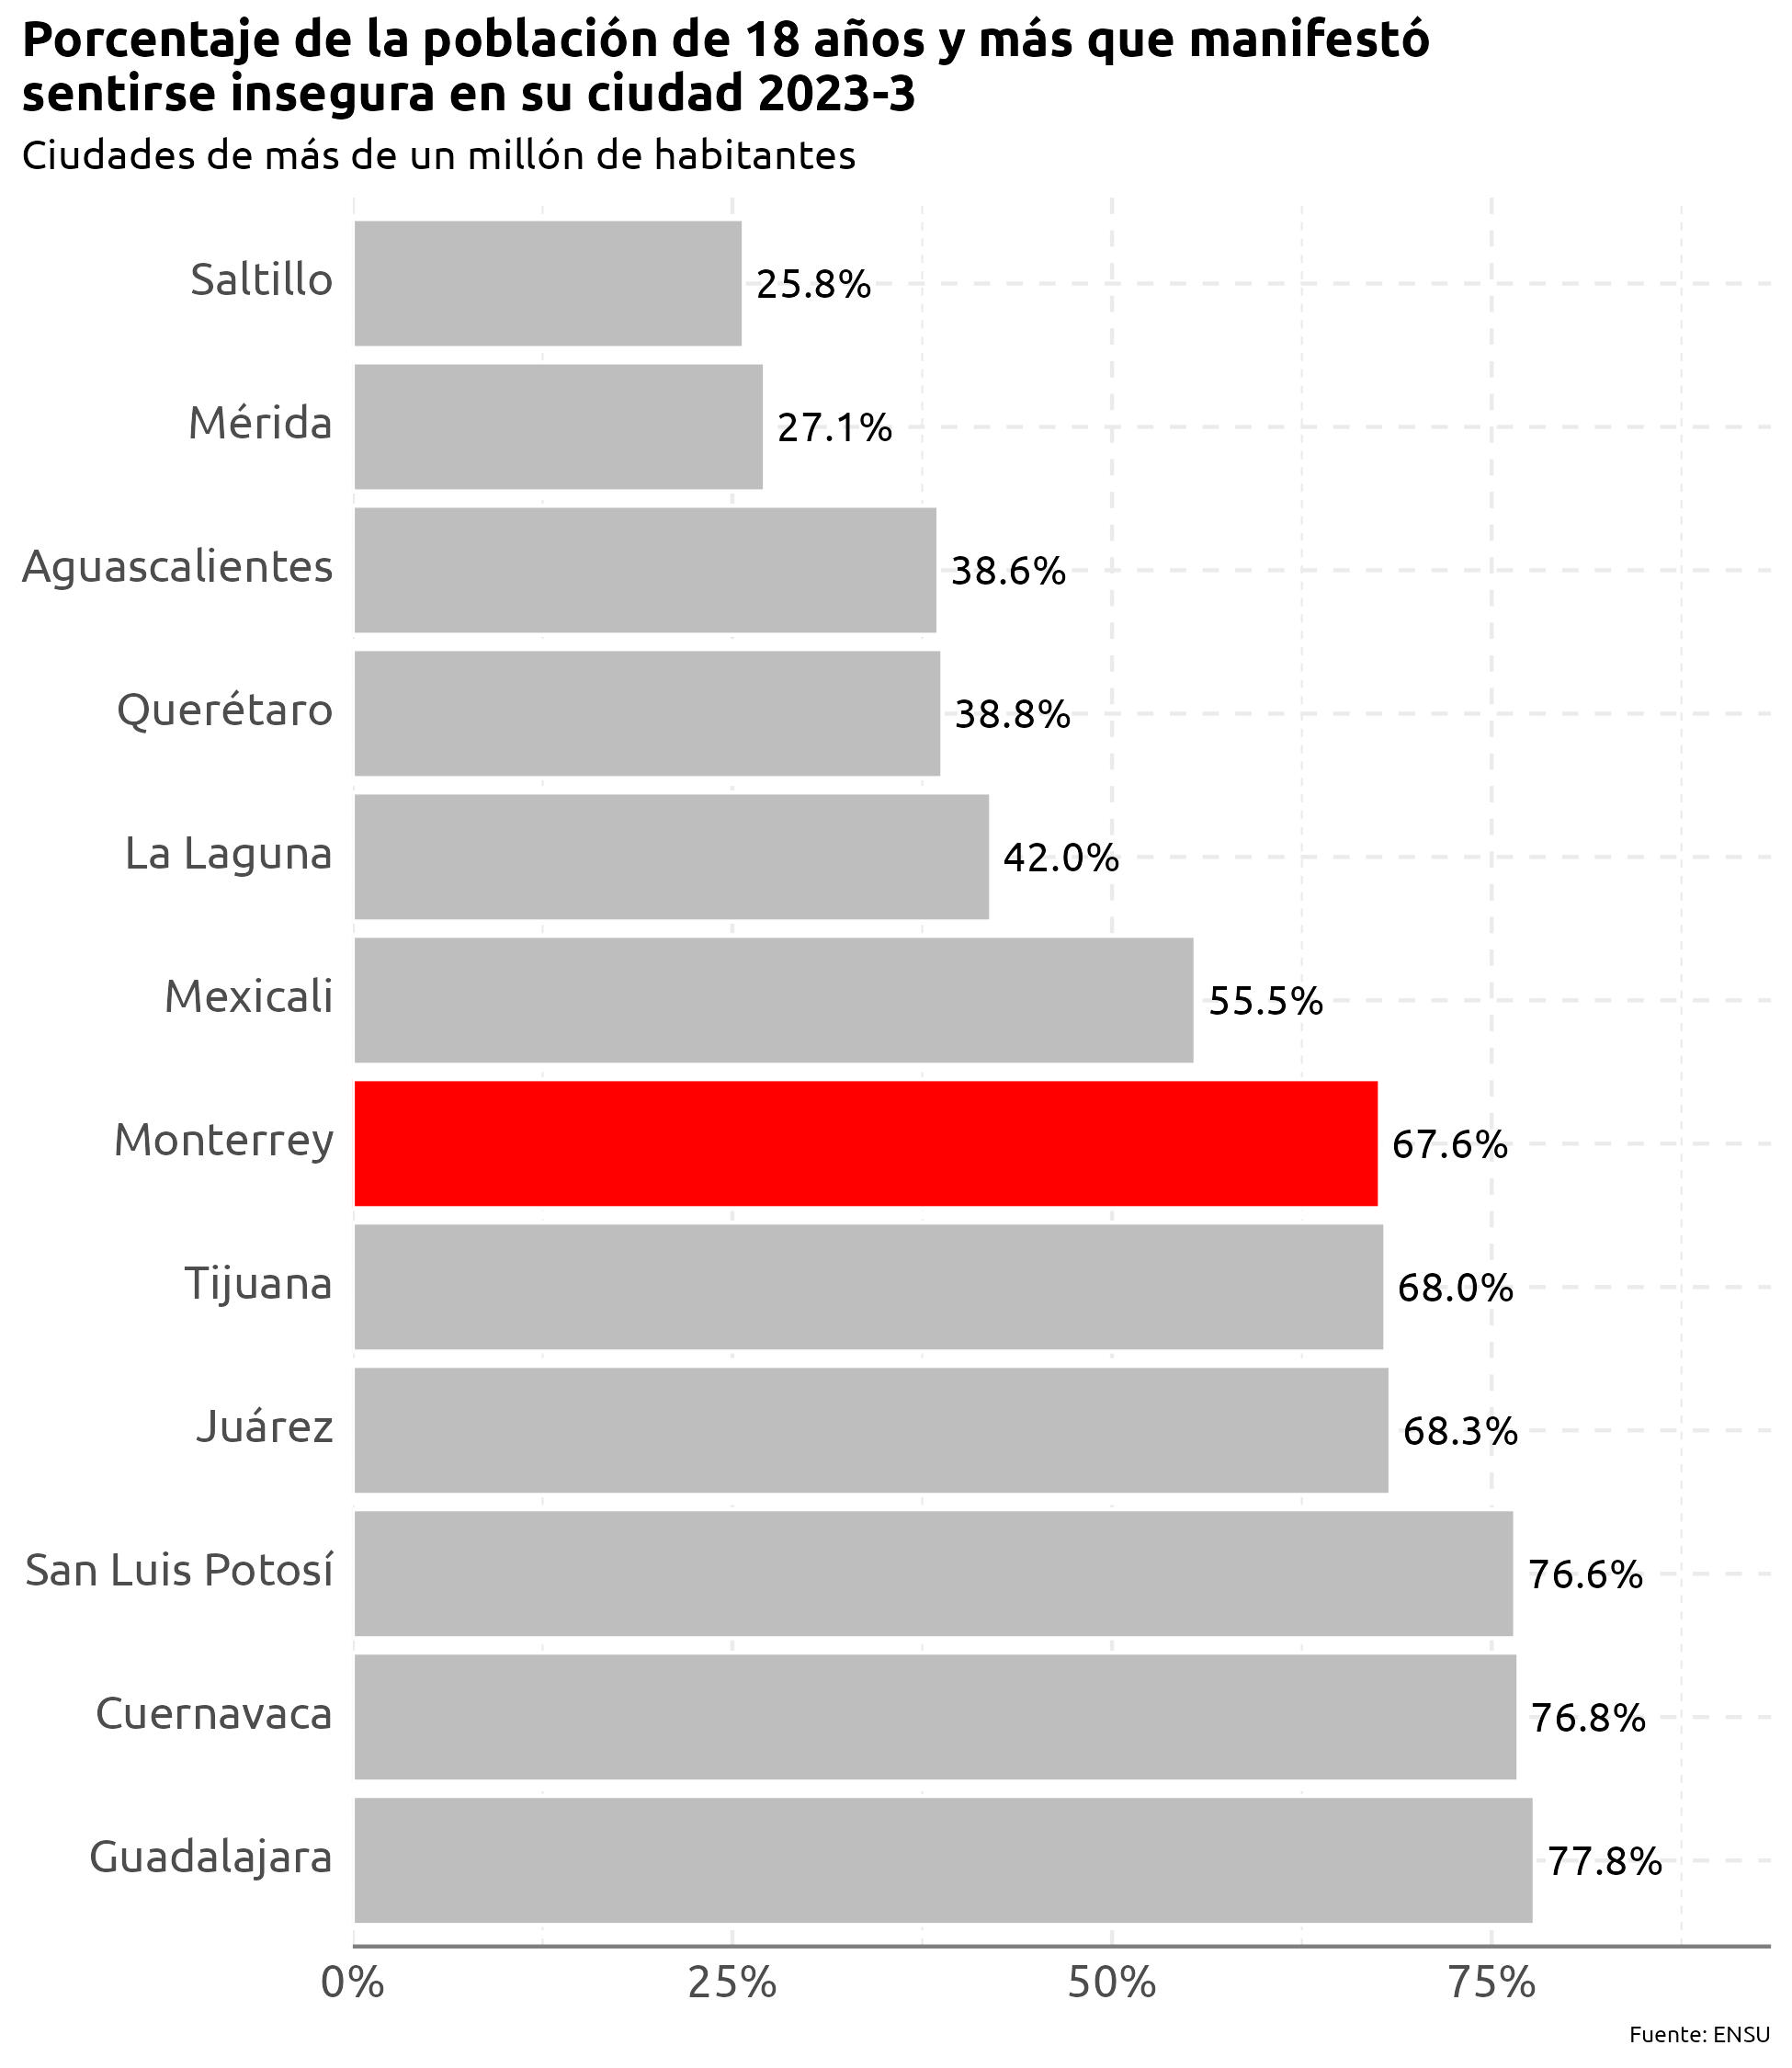 Porcentaje de la población de 18 años y más que manifestó
sentirse insegura en su ciudad 2023-3
Ciudades de más de un millón de habitantes
Saltillo 25.8%
Mérida 27.1%
Aguascalientes 38.6%
Querétaro 38.8%
La Laguna 42.0%
Mexicali 55.5%
Monterrey 67.6%
Tijuana 68.0%
Juárez 68.3%
San Luis Potosí 76.6%
Cuernavaca 76.8%
Guadalajara 77.8%
0% 25% 50% 75%
Fuente: ENSU